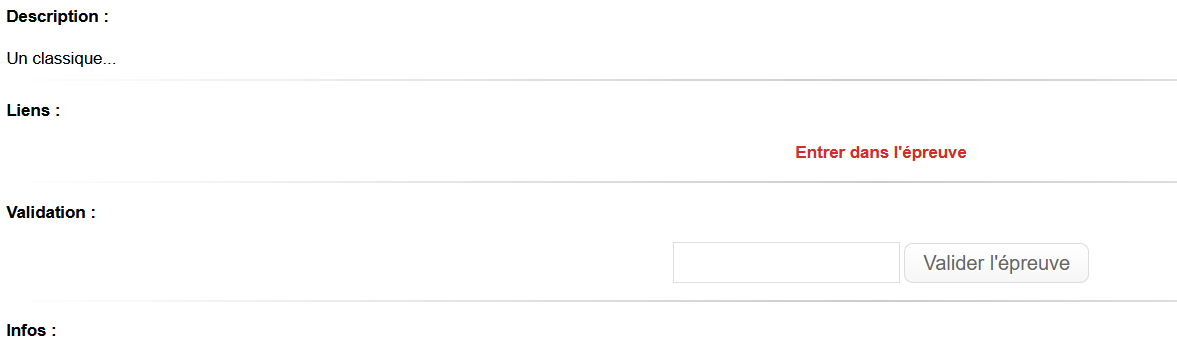 Description :
Un classique...
Liens :
Entrer dans l'épreuve
Validation :
Valider l'épreuve
Infos :